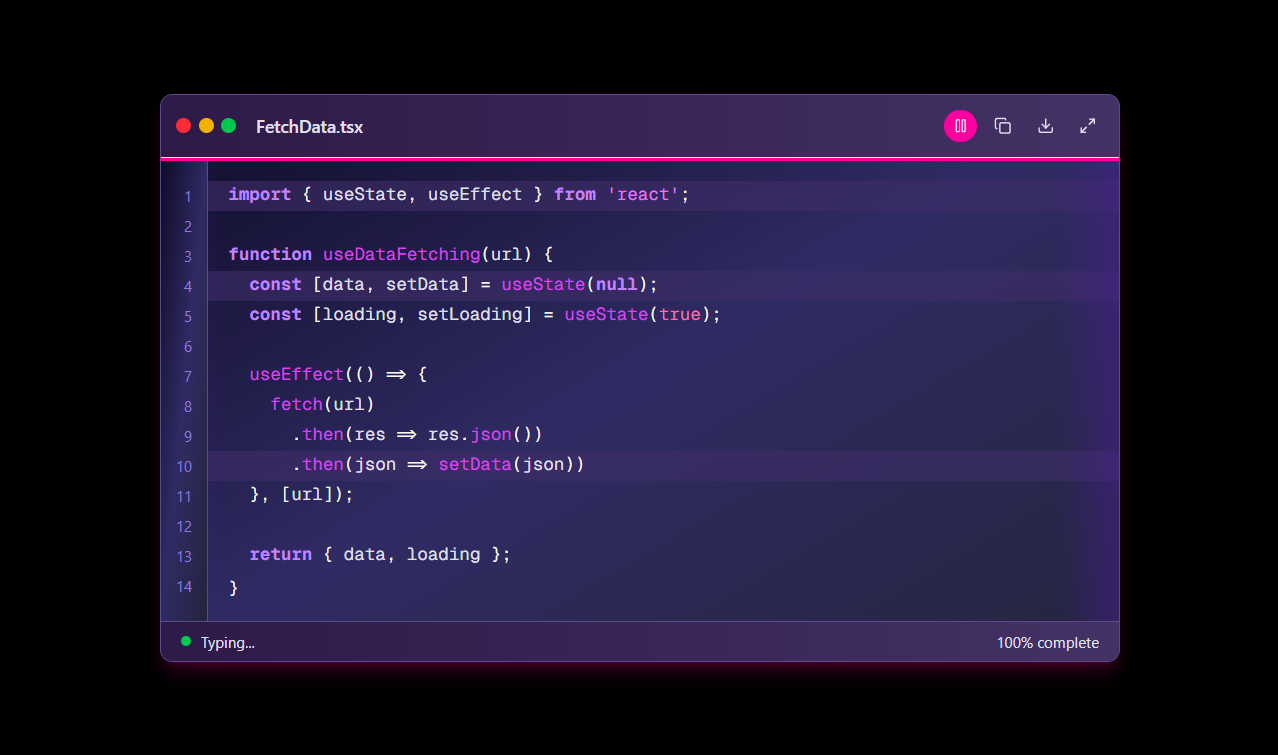 FetchData.tsx
1 import { useState, useEffect } from 'react';
2
3 function useDataFetching(url) {
4   const [data, setData] = useState(null);
5   const [loading, setLoading] = useState(true);
6
7   useEffect(() => {
8     fetch(url)
9       .then(res => res.json())
10       .then(json => setData(json))
11   }, [url]);
12
13   return { data, loading };
14 }
Typing...
100% complete